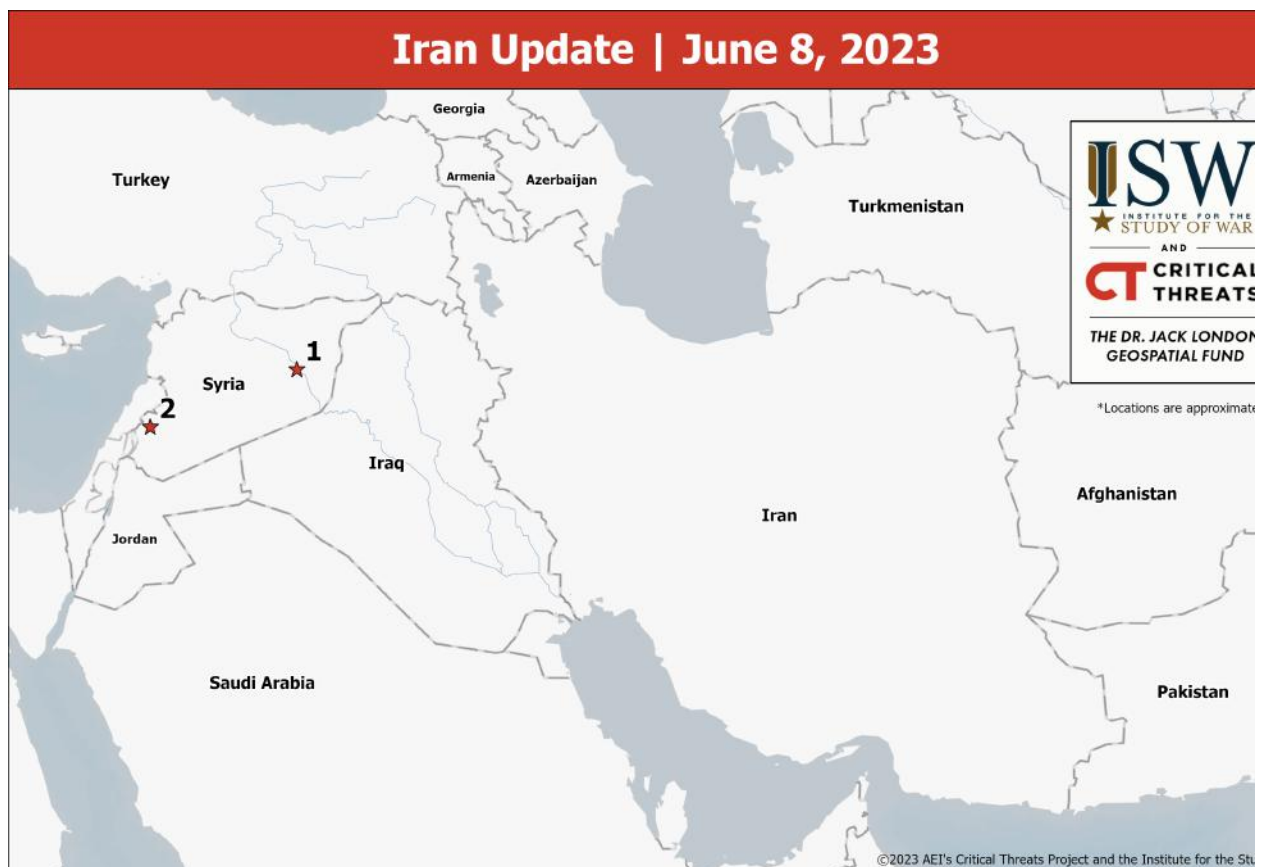 Iran Update | June 8, 2023
Georgia
Turkey
Armenia
Azerbaijan
Turkmenistan
ISW
INSTITUTE FOR THE
STUDY OF WAR
AND
CT CRITICAL
THREATS
THE DR. JACK LONDON
GEOSPATIAL FUND
*Locations are approximate
1
Syria
2
Iraq
Afghanistan
Iran
Jordan
Saudi Arabia
Pakistan
©2023 AEI's Critical Threats Project and the Institute for the Stu